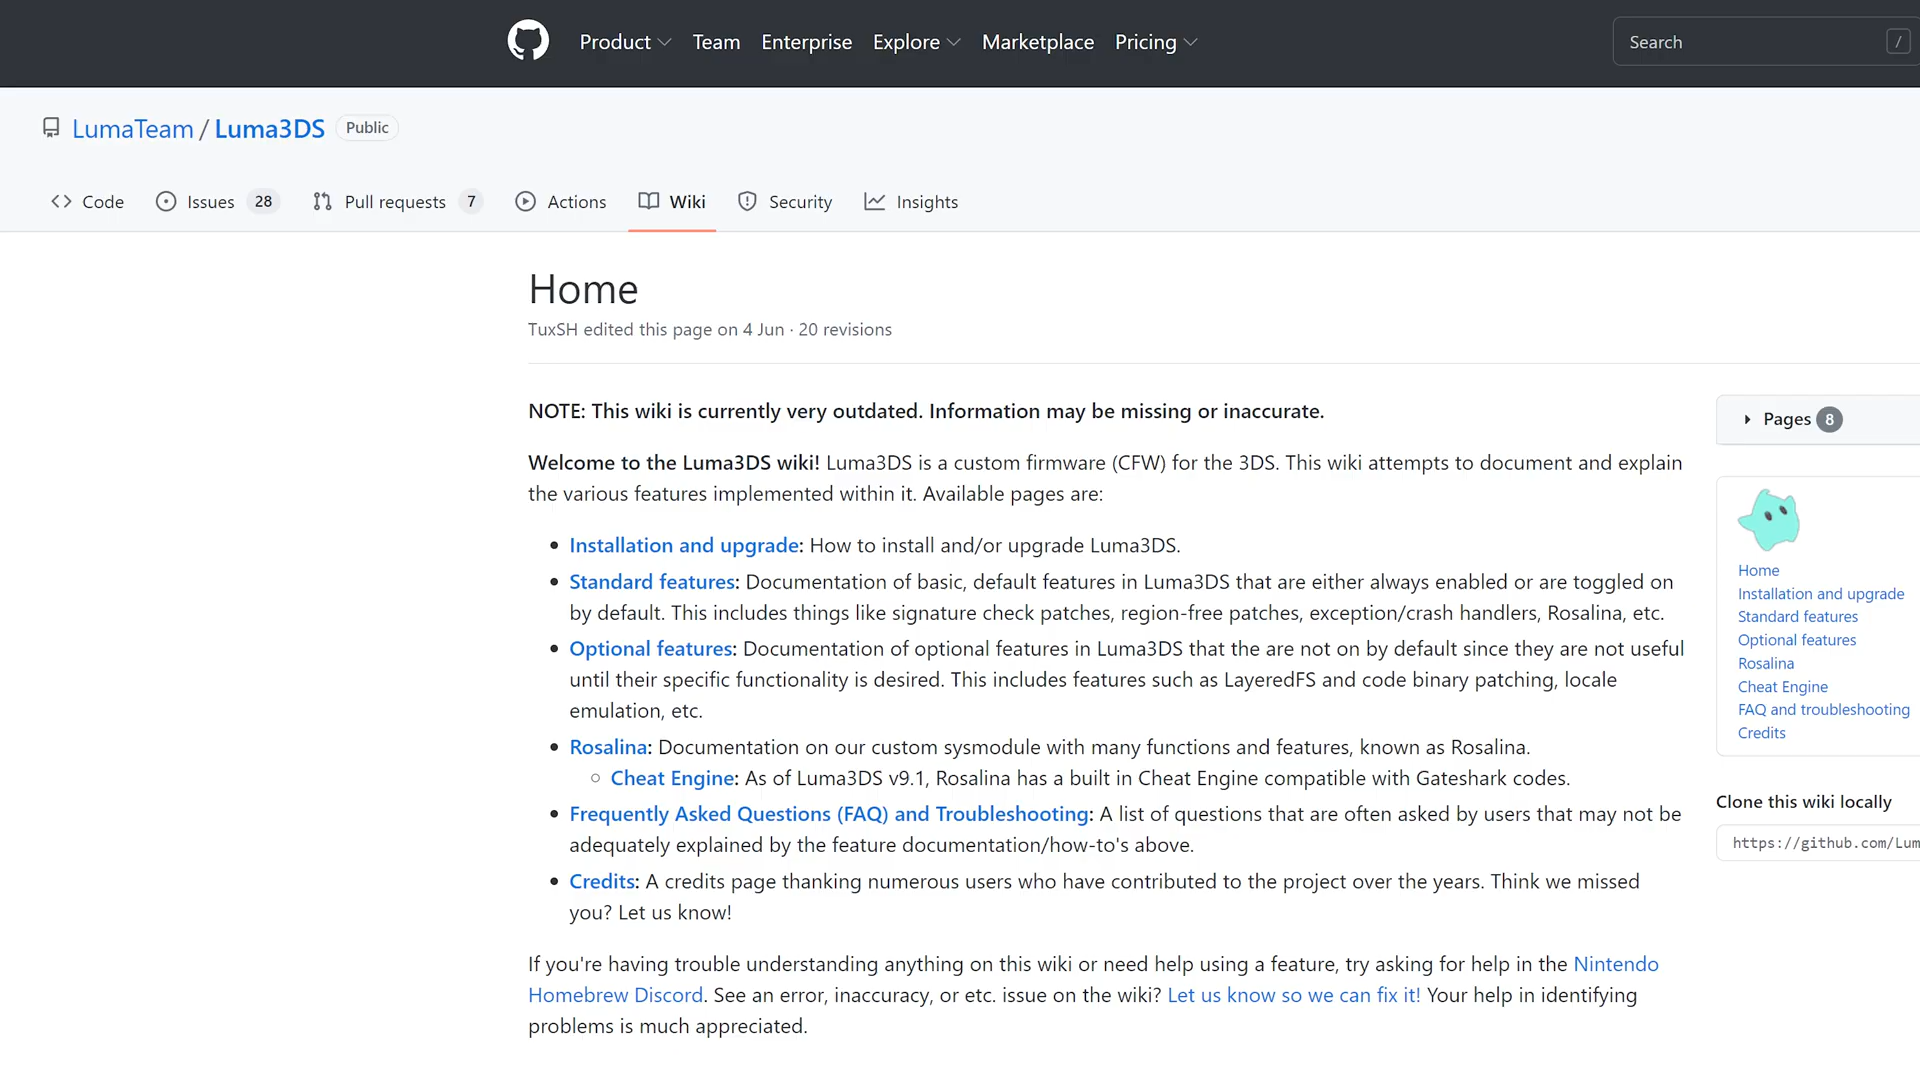 Product Team Enterprise Explore Marketplace Pricing Search /
LumaTeam / Luma3DS Public
Code Issues 28 Pull requests 7 Actions Wiki Security Insights
Home
TuxSH edited this page on 4 Jun · 20 revisions
NOTE: This wiki is currently very outdated. Information may be missing or inaccurate.
Welcome to the Luma3DS wiki! Luma3DS is a custom firmware (CFW) for the 3DS. This wiki attempts to document and explain
the various features implemented within it. Available pages are:
Installation and upgrade: How to install and/or upgrade Luma3DS.
Standard features: Documentation of basic, default features in Luma3DS that are either always enabled or are toggled on
by default. This includes things like signature check patches, region-free patches, exception/crash handlers, Rosalina, etc.
Optional features: Documentation of optional features in Luma3DS that the are not on by default since they are not useful
until their specific functionality is desired. This includes features such as LayeredFS and code binary patching, locale
emulation, etc.
Rosalina: Documentation on our custom sysmodule with many functions and features, known as Rosalina.
Cheat Engine: As of Luma3DS v9.1, Rosalina has a built in Cheat Engine compatible with Gateshark codes.
Frequently Asked Questions (FAQ) and Troubleshooting: A list of questions that are often asked by users that may not be
adequately explained by the feature documentation/how-to's above.
Credits: A credits page thanking numerous users who have contributed to the project over the years. Think we missed
you? Let us know!
If you're having trouble understanding anything on this wiki or need help using a feature, try asking for help in the Nintendo
Homebrew Discord. See an error, inaccuracy, or etc. issue on the wiki? Let us know so we can fix it! Your help in identifying
problems is much appreciated.
Pages 8
Home
Installation and upgrade
Standard features
Optional features
Rosalina
Cheat Engine
FAQ and troubleshooting
Credits
Clone this wiki locally
https://github.com/Lum